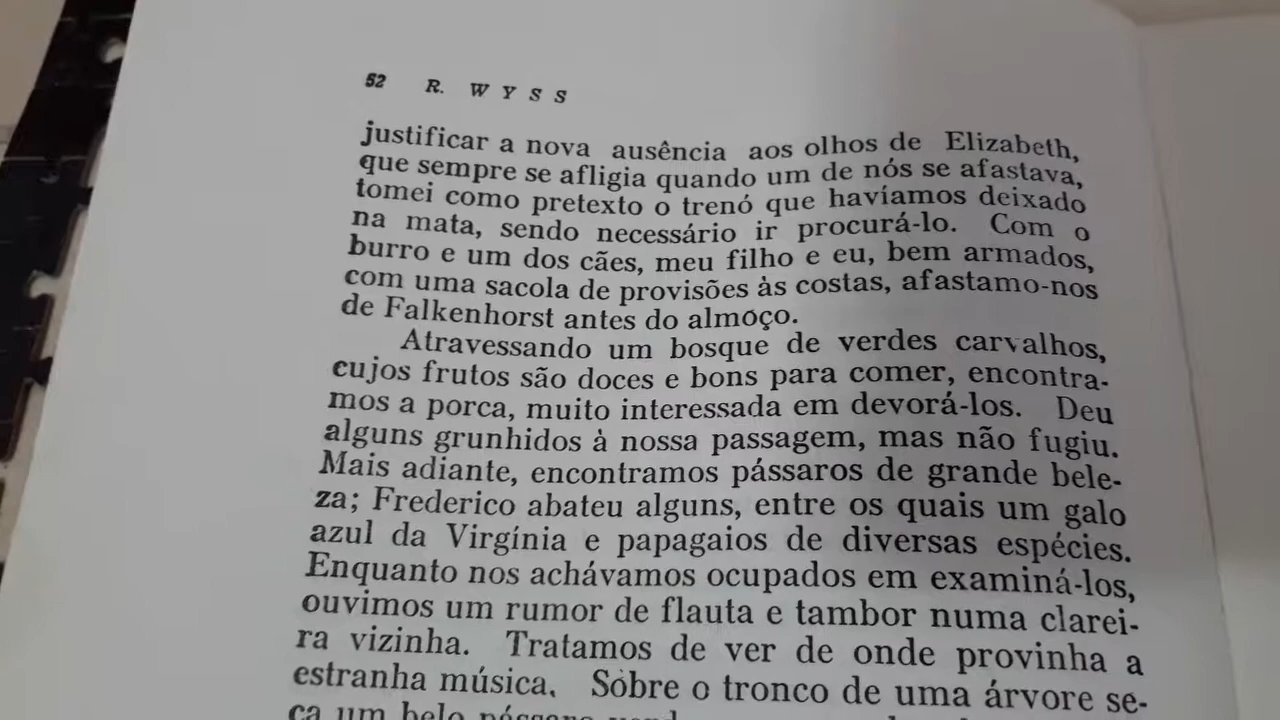 52 R. WYSS
justificar a nova ausência aos olhos de Elizabeth,
que sempre se afligia quando um de nós se afastava,
tomei como pretexto o trenó que havíamos deixado
na mata, sendo necessário ir procurá-lo. Com o
burro e um dos cães, meu filho e eu, bem armados,
com uma sacola de provisões às costas, afastamo-nos
de Falkenhorst antes do almoço.
Atravessando um bosque de verdes carvalhos,
cujos frutos são doces e bons para comer, encontra-
mos a porca, muito interessada em devorá-los. Deu
alguns grunhidos à nossa passagem, mas não fugiu.
Mais adiante, encontramos pássaros de grande bele-
za; Frederico abateu alguns, entre os quais um galo
azul da Virgínia e papagaios de diversas espécies.
Enquanto nos achávamos ocupados em examiná-los,
ouvimos um rumor de flauta e tambor numa clarei-
ra vizinha. Tratamos de ver de onde provinha a
estranha música. Sobre o tronco de uma árvore se-
ca um belo pássaro